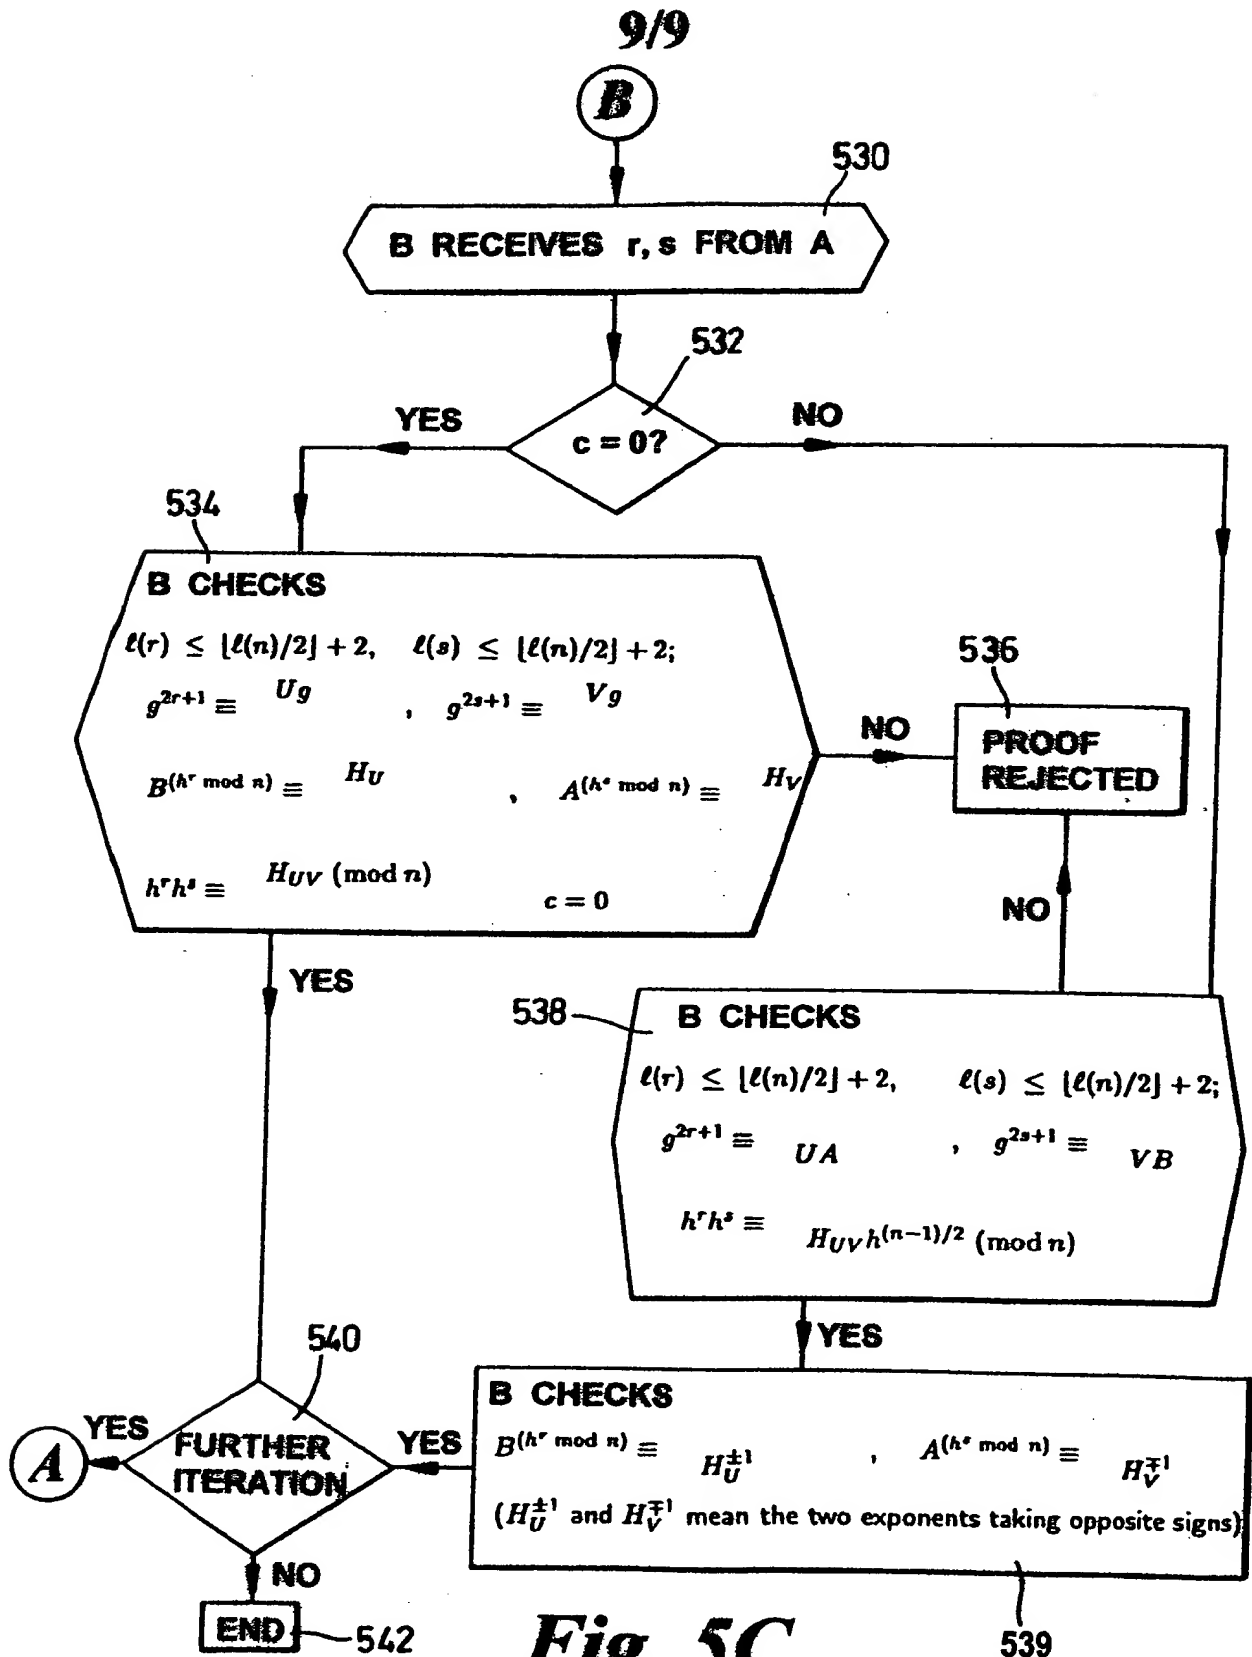 9/9
B
530
B RECEIVES r, s FROM A
532
YES
c = 0?
NO
534
B CHECKS
ℓ(r) ≤ ⌊ℓ(n)/2⌋ + 2, ℓ(s) ≤ ⌊ℓ(n)/2⌋ + 2;
g^{2r+1} ≡ Ug , g^{2s+1} ≡ Vg
B^{(h^r mod n)} ≡ H_U , A^{(h^s mod n)} ≡ H_V
h^r h^s ≡ H_{UV} (mod n) c = 0
NO
536
PROOF
REJECTED
NO
YES
538
B CHECKS
ℓ(r) ≤ ⌊ℓ(n)/2⌋ + 2, ℓ(s) ≤ ⌊ℓ(n)/2⌋ + 2;
g^{2r+1} ≡ UA , g^{2s+1} ≡ VB
h^r h^s ≡ H_{UV} h^{(n−1)/2} (mod n)
YES
539
B CHECKS
B^{(h^r mod n)} ≡ H_U^{±1} , A^{(h^s mod n)} ≡ H_V^{∓1}
(H_U^{±1} and H_V^{∓1} mean the two exponents taking opposite signs)
YES
540
FURTHER
ITERATION
YES
A
NO
END
542
Fig. 5C